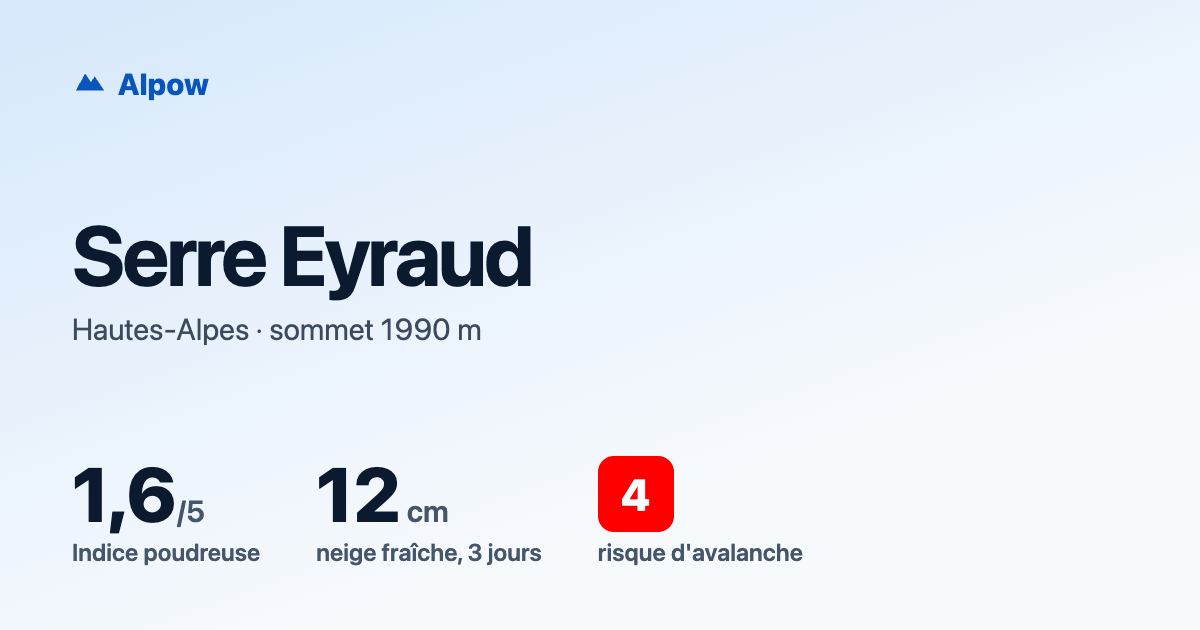 Alpow
Serre Eyraud
Hautes-Alpes · sommet 1990 m
1,6/5
Indice poudreuse
12 cm
neige fraîche, 3 jours
4
risque d'avalanche